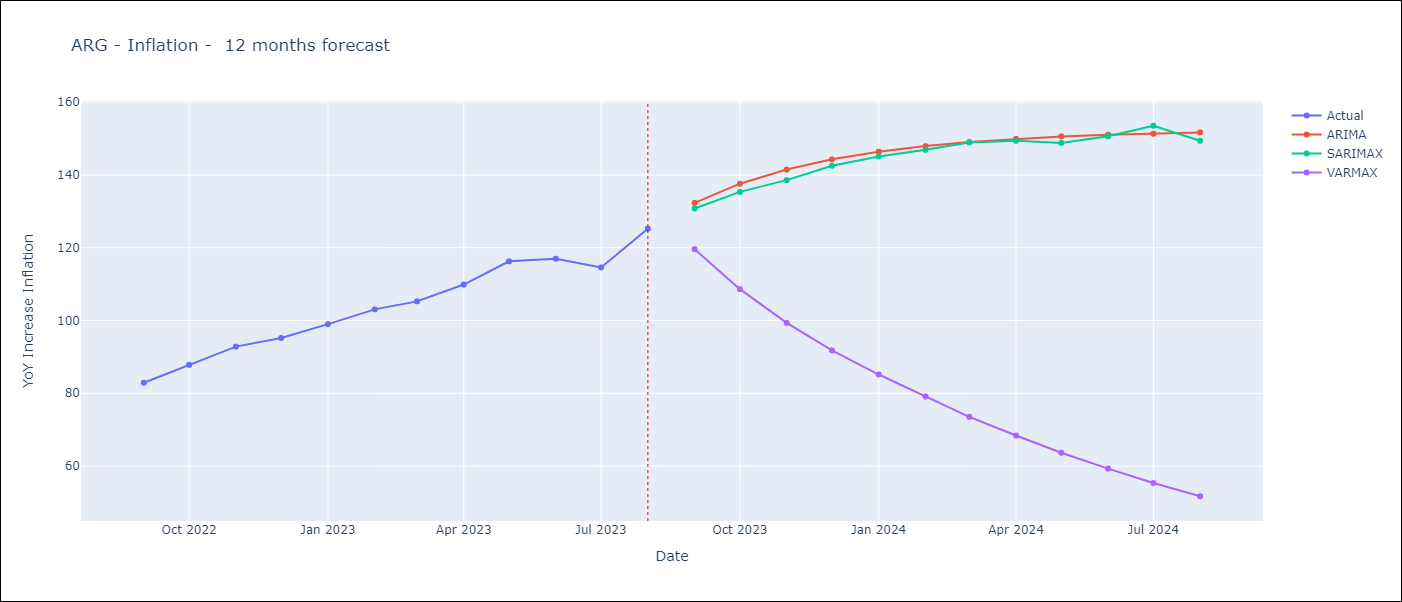 ARG - Inflation -  12 months forecast
YoY Increase Inflation
160
140
120
100
80
60
Oct 2022
Jan 2023
Apr 2023
Jul 2023
Oct 2023
Jan 2024
Apr 2024
Jul 2024
Date
Actual
ARIMA
SARIMAX
VARMAX